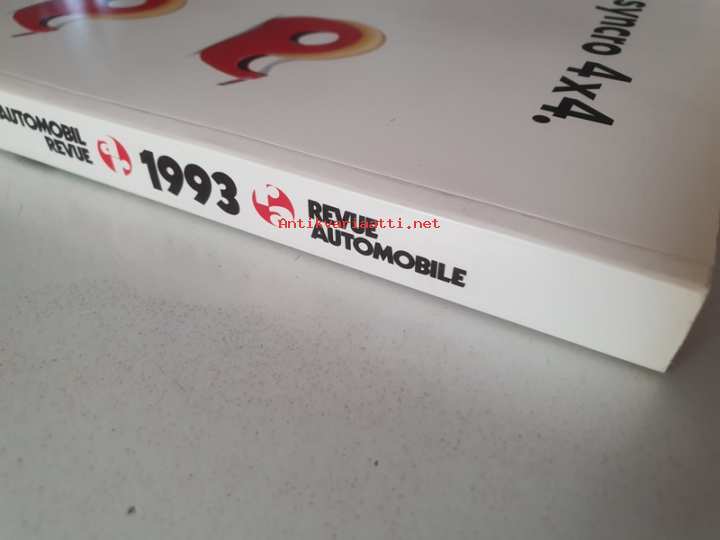 syncro 4x4.
AUTOMOBIL
REVUE
1993
REVUE
AUTOMOBILE
Antikvariaatti.net